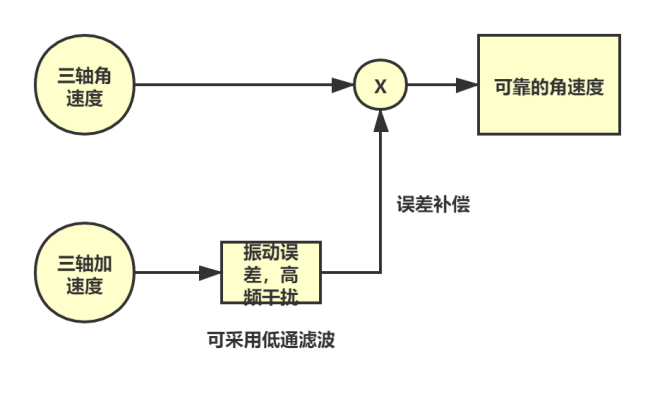 三轴角
速度
X
可靠的角速度
误差补偿
三轴加
速度
振动误
差，高
频干扰
可采用低通滤波